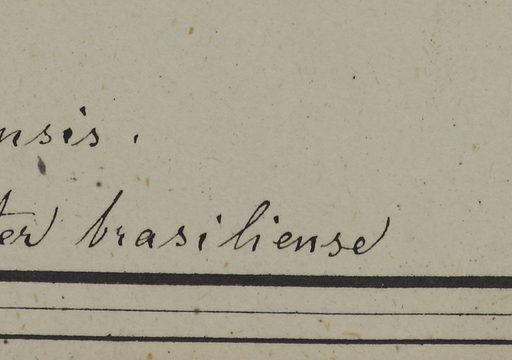 nsis.
ter brasiliense